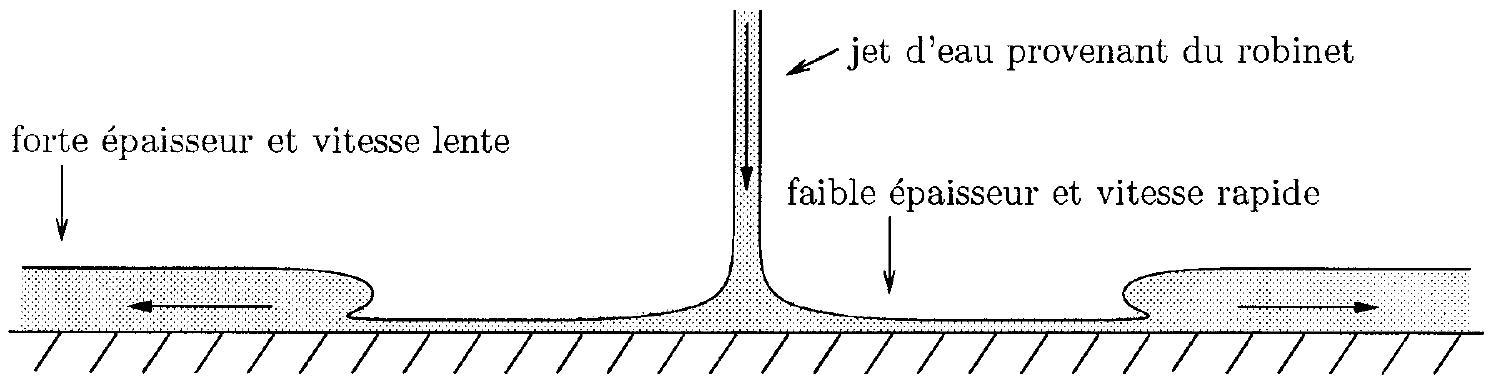 jet d'eau provenant du robinet
forte épaisseur et vitesse lente
faible épaisseur et vitesse rapide